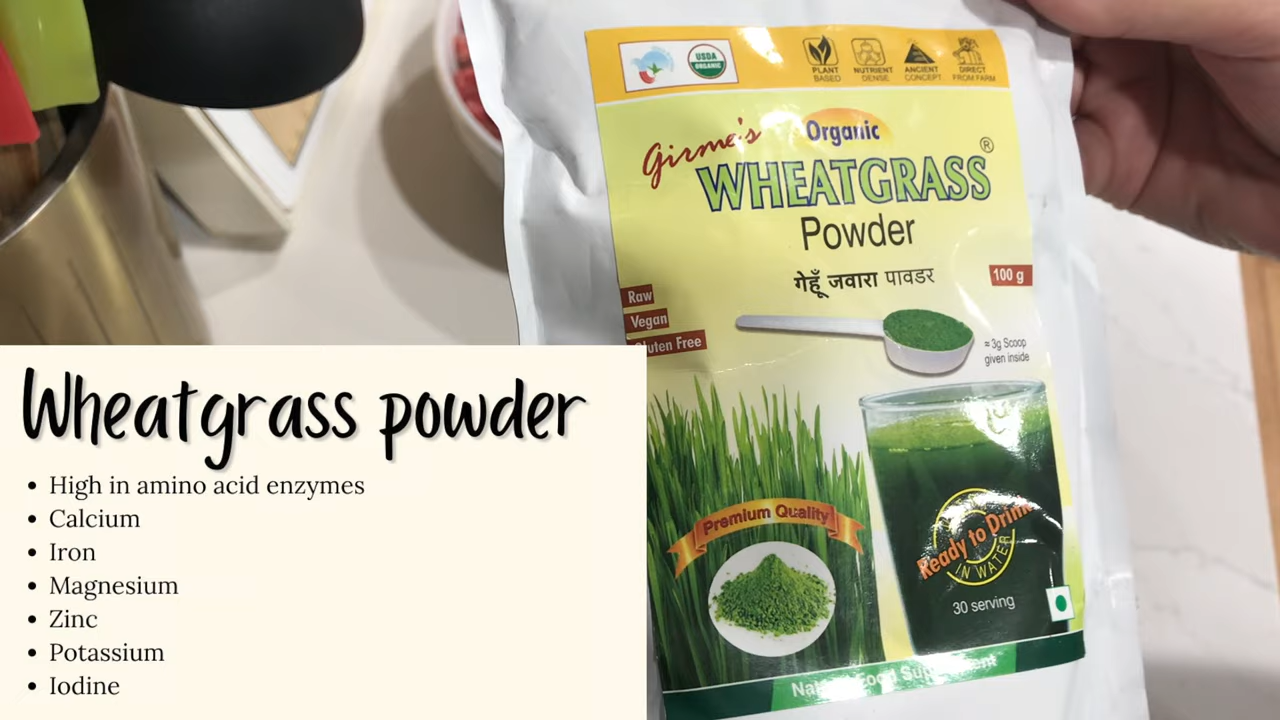 USDA
ORGANIC
PLANT
BASED
NUTRIENT
DENSE
ANCIENT
CONCEPT
DIRECT
FROM FARM
Girme's
Organic
WHEATGRASS®
Powder
गेहूँ जवारा पावडर
100 g
Raw
Vegan
Gluten Free
≈ 3g Scoop
given inside
Premium Quality
Ready to Drink
IN WATER
30 serving
Food
Wheatgrass powder
• High in amino acid enzymes
• Calcium
• Iron
• Magnesium
• Zinc
• Potassium
• Iodine